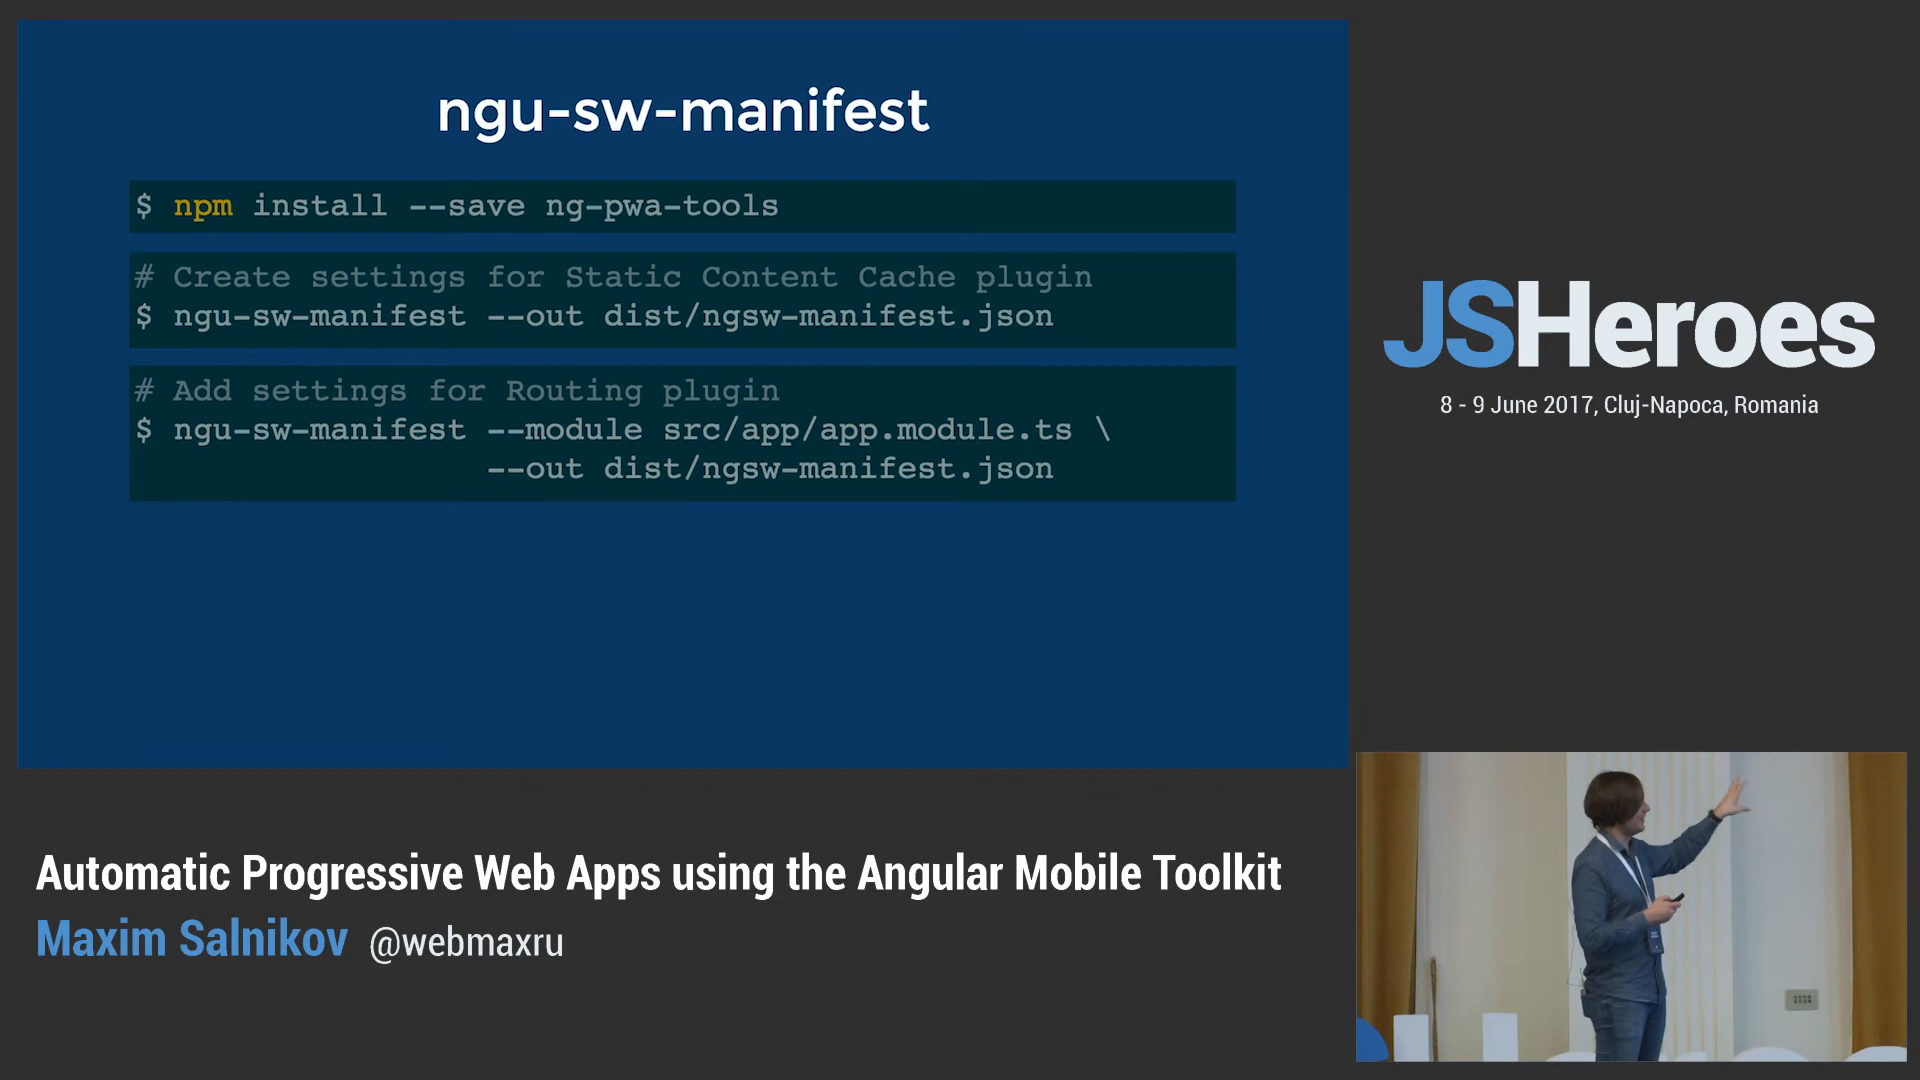 ngu-sw-manifest
$ npm install --save ng-pwa-tools
# Create settings for Static Content Cache plugin
$ ngu-sw-manifest --out dist/ngsw-manifest.json
# Add settings for Routing plugin
$ ngu-sw-manifest --module src/app/app.module.ts \
--out dist/ngsw-manifest.json
JSHeroes
8 - 9 June 2017, Cluj-Napoca, Romania
Automatic Progressive Web Apps using the Angular Mobile Toolkit
Maxim Salnikov @webmaxru